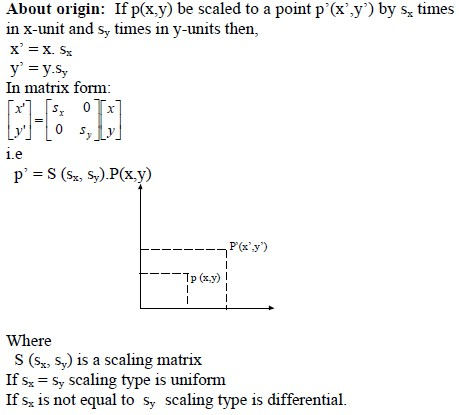 About origin: If p(x,y) be scaled to a point p’(x’,y’) by sx times
in x-unit and sy times in y-units then,
x’ = x. sx
y’ = y.sy
In matrix form:
[x'] = [sx 0] [x]
[y'] [0 sy] [y]
i.e
p’ = S (sx, sy).P(x,y)
P’(x’,y’)
p (x,y)
Where
S (sx, sy) is a scaling matrix
If sx = sy scaling type is uniform
If sx is not equal to sy scaling type is differential.